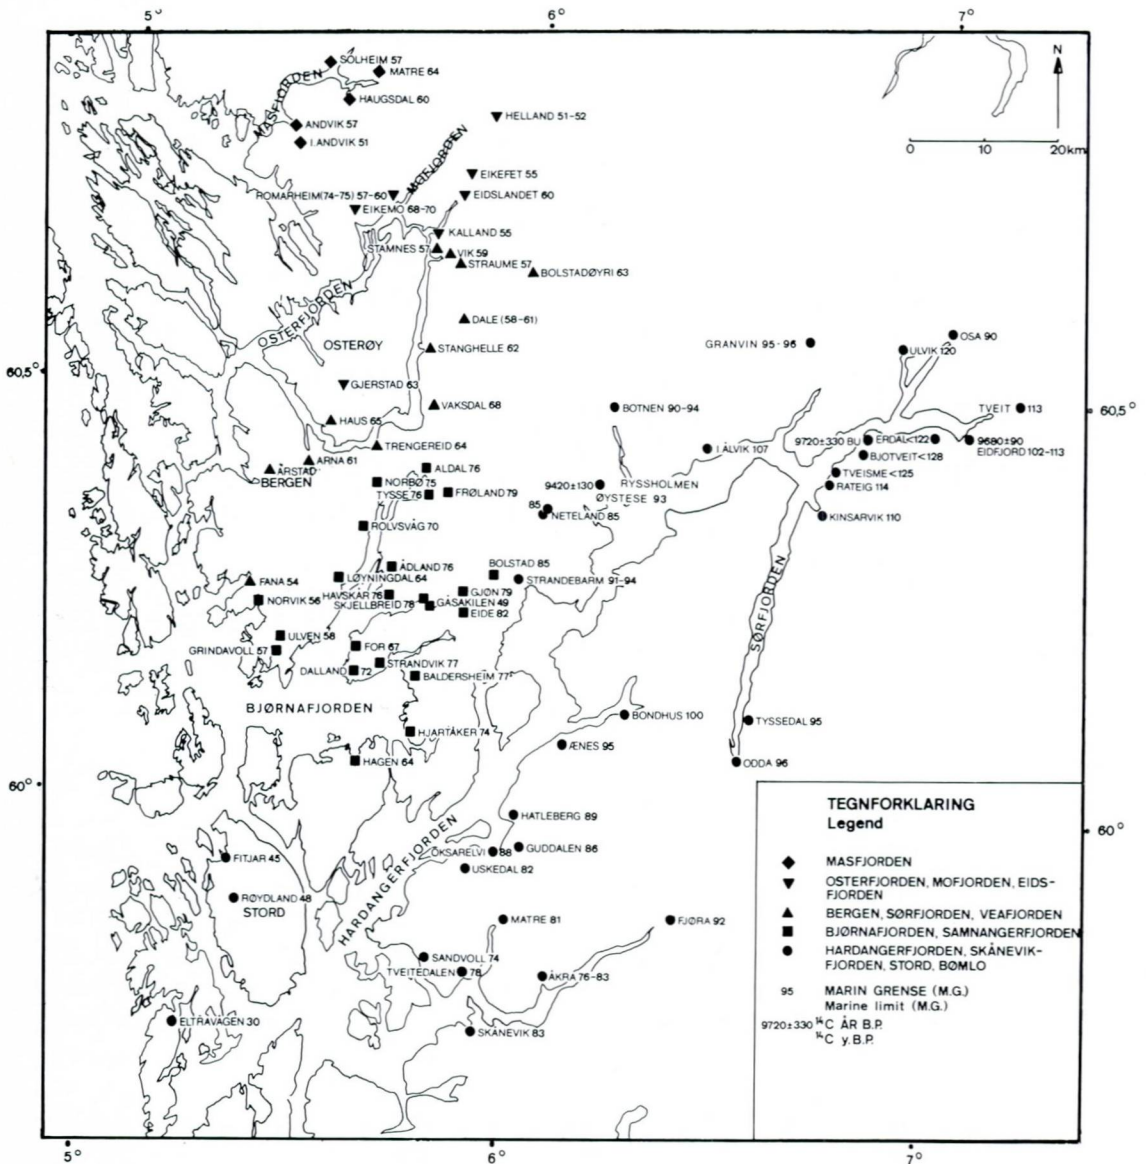 5°
6°
7°
N
SOLHEIM 57
MATRE 64
MASFJORDEN
HAUGSDAL 60
ANDVIK 57
I.ANDVIK 51
0 10 20km
HELLAND 51-52
MOFJORDEN
EIKEFET 55
ROMARHEIM(74-75) 57-60
EIDSLANDET 60
EIKEMO 68-70
KALLAND 55
STAMNES 57
VIK 59
STRAUME 57
BOLSTADØYRI 63
OSTERFJORDEN
DALE (58-61)
OSTERØY
STANGHELLE 62
GRANVIN 95-96
OSA 90
ULVIK 120
60,5°
GJERSTAD 63
VAKSDAL 68
BOTNEN 90-94
TVEIT 113
60,5°
HAUS 65
TRENGEREID 64
I.ÅLVIK 107
9720±330 BU
ERDAL<122
9680±90
EIDFJORD 102-113
BJOTVEIT<128
ARNA 61
ÅRSTAD
BERGEN
ALDAL 76
NORBØ 75
TYSSE 76
FRØLAND 79
9420±130
RYSSHOLMEN
ØYSTESE 93
TVEISME<125
RATEIG 114
85
NETELAND 85
KINSARVIK 110
ROLVSVÅG 70
ÅDLAND 76
BOLSTAD 85
FANA 54
LØYNINGDAL 64
STRANDEBARM 91-94
NORVIK 56
HAVSKÅR 76
SKJELLBREID 78
GJØN 79
GÅSAKILEN 49
EIDE 82
SØRFJORDEN
ULVEN 58
GRINDAVOLL 57
FOR 67
STRANDVIK 77
DALLAND 72
BALDERSHEIM 77
BJØRNAFJORDEN
BONDHUS 100
TYSSEDAL 95
HJARTÅKER 74
ÆNES 95
HAGEN 64
ODDA 96
60°
60°
HATLEBERG 89
HARDANGERFJORDEN
GUDDALEN 86
ÖKSARELVI 88
USKEDAL 82
FITJAR 45
RØYDLAND 48
STORD
MATRE 81
FJØRA 92
SANDVOLL 74
TVEITEDALEN 78
ÅKRA 76-83
ELTRAVÅGEN 30
SKÅNEVIK 83
TEGNFORKLARING
Legend
MASFJORDEN
OSTERFJORDEN, MOFJORDEN, EIDS-
FJORDEN
BERGEN, SØRFJORDEN, VEAFJORDEN
BJØRNAFJORDEN, SAMNANGERFJORDEN
HARDANGERFJORDEN, SKÅNEVIK-
FJORDEN, STORD, BØMLO
95 MARIN GRENSE (M.G.)
Marine limit (M.G.)
9720±330 ¹⁴C ÅR B.P.
¹⁴C y.B.P.
5°
6°
7°